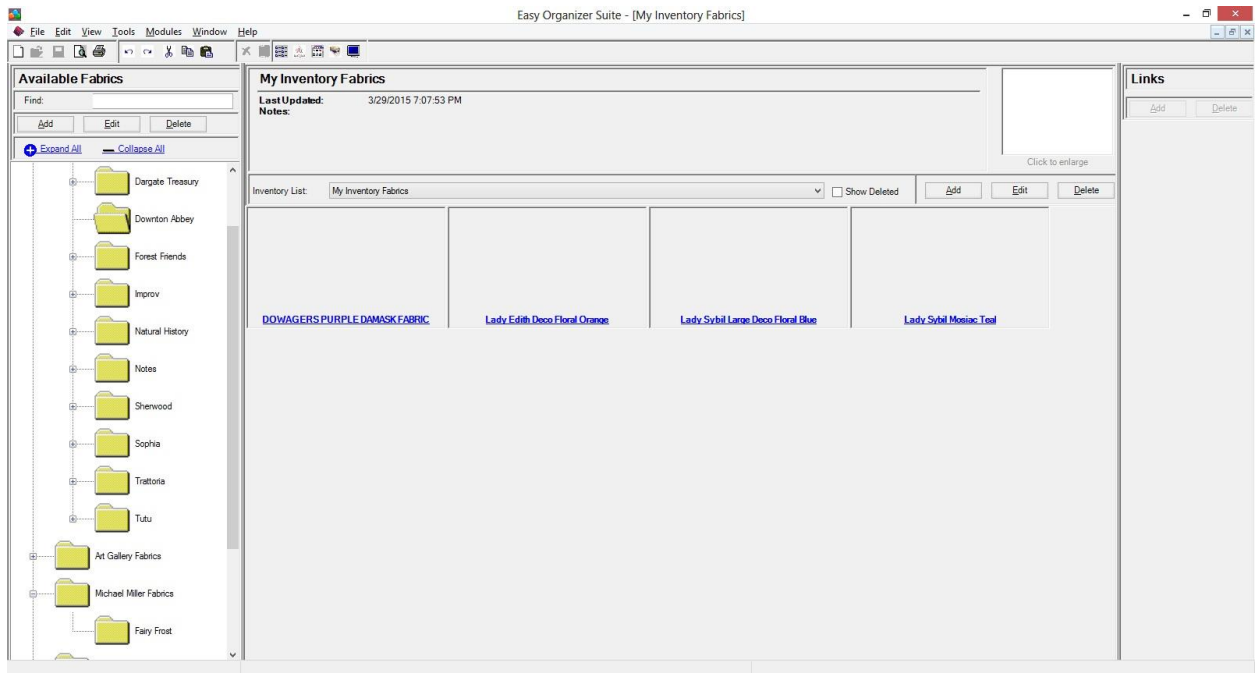 Easy Organizer Suite - [My Inventory Fabrics]
File Edit View Tools Modules Window Help
Available Fabrics
Find:
Add Edit Delete
Expand All Collapse All
Dargate Treasury
Downton Abbey
Forest Friends
Improv
Natural History
Notes
Sherwood
Sophia
Trattoria
Tutu
Art Gallery Fabrics
Michael Miller Fabrics
Fairy Frost
My Inventory Fabrics
Last Updated: 3/29/2015 7:07:53 PM
Notes:
Click to enlarge
Inventory List: My Inventory Fabrics Show Deleted Add Edit Delete
DOWAGERS PURPLE DAMASK FABRIC
Lady Edith Deco Floral Orange
Lady Sybil Large Deco Floral Blue
Lady Sybil Mosiac Teal
Links
Add Delete